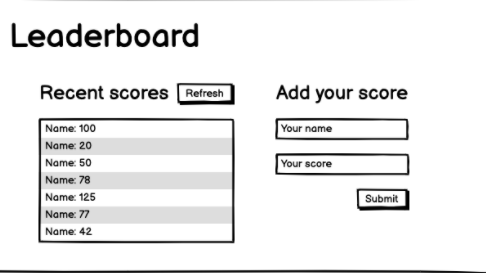 Leaderboard
Recent scores
Refresh
Name: 100
Name: 20
Name: 50
Name: 78
Name: 125
Name: 77
Name: 42
Add your score
Your name
Your score
Submit